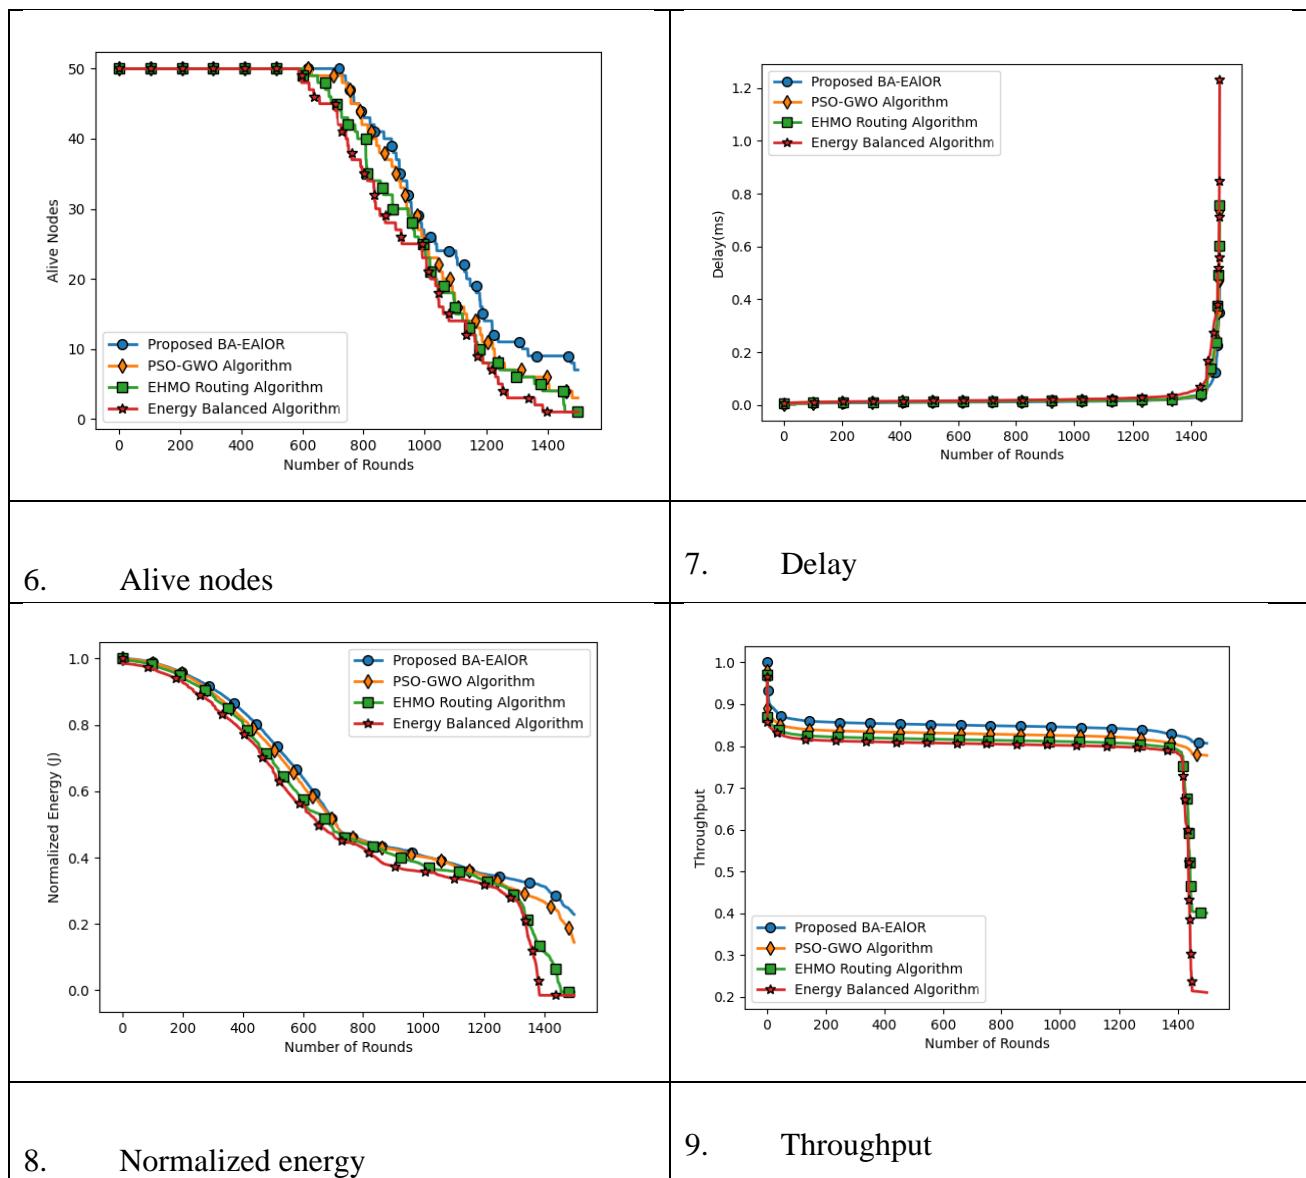 50
40
30
20
10
0
Alive Nodes
Proposed BA-EAlOR
PSO-GWO Algorithm
EHMO Routing Algorithm
Energy Balanced Algorithm
0 200 400 600 800 1000 1200 1400
Number of Rounds
1.2
1.0
0.8
0.6
0.4
0.2
0.0
Delay(ms)
Proposed BA-EAlOR
PSO-GWO Algorithm
EHMO Routing Algorithm
Energy Balanced Algorithm
0 200 400 600 800 1000 1200 1400
Number of Rounds
6. Alive nodes
7. Delay
1.0
0.8
0.6
0.4
0.2
0.0
Normalized Energy (J)
Proposed BA-EAlOR
PSO-GWO Algorithm
EHMO Routing Algorithm
Energy Balanced Algorithm
0 200 400 600 800 1000 1200 1400
Number of Rounds
1.0
0.9
0.8
0.7
0.6
0.5
0.4
0.3
0.2
Throughput
Proposed BA-EAlOR
PSO-GWO Algorithm
EHMO Routing Algorithm
Energy Balanced Algorithm
0 200 400 600 800 1000 1200 1400
Number of Rounds
8. Normalized energy
9. Throughput